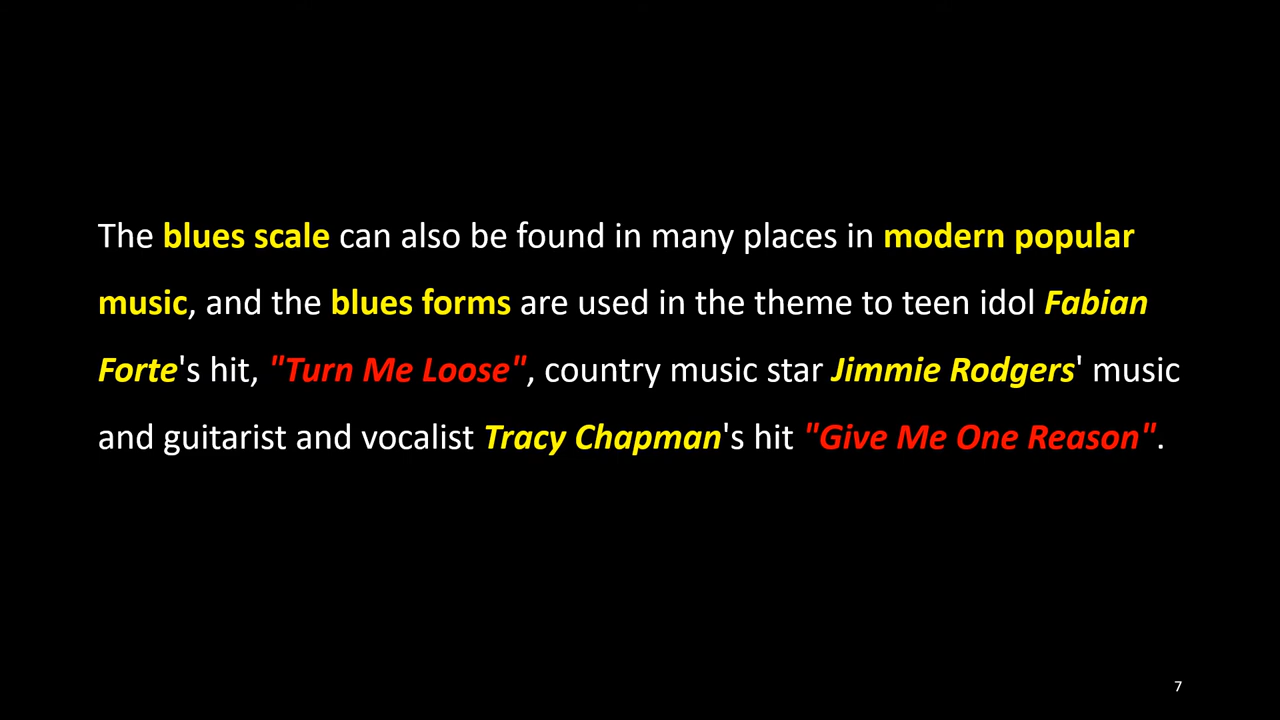 The blues scale can also be found in many places in modern popular
music, and the blues forms are used in the theme to teen idol Fabian
Forte's hit, "Turn Me Loose", country music star Jimmie Rodgers' music
and guitarist and vocalist Tracy Chapman's hit "Give Me One Reason".
7